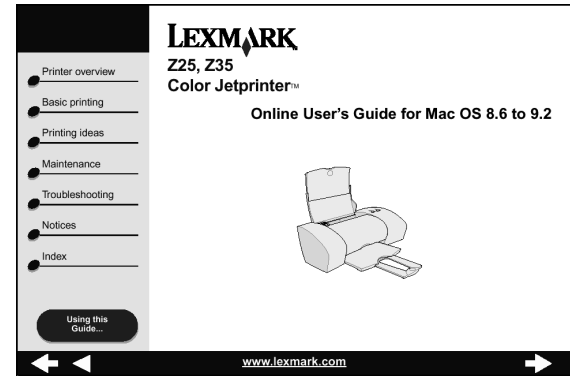 Printer overview
Basic printing
Printing ideas
Maintenance
Troubleshooting
Notices
Index
Using this
Guide...
LEXMARK
Z25, Z35
Color Jetprinter™
Online User's Guide for Mac OS 8.6 to 9.2
www.lexmark.com